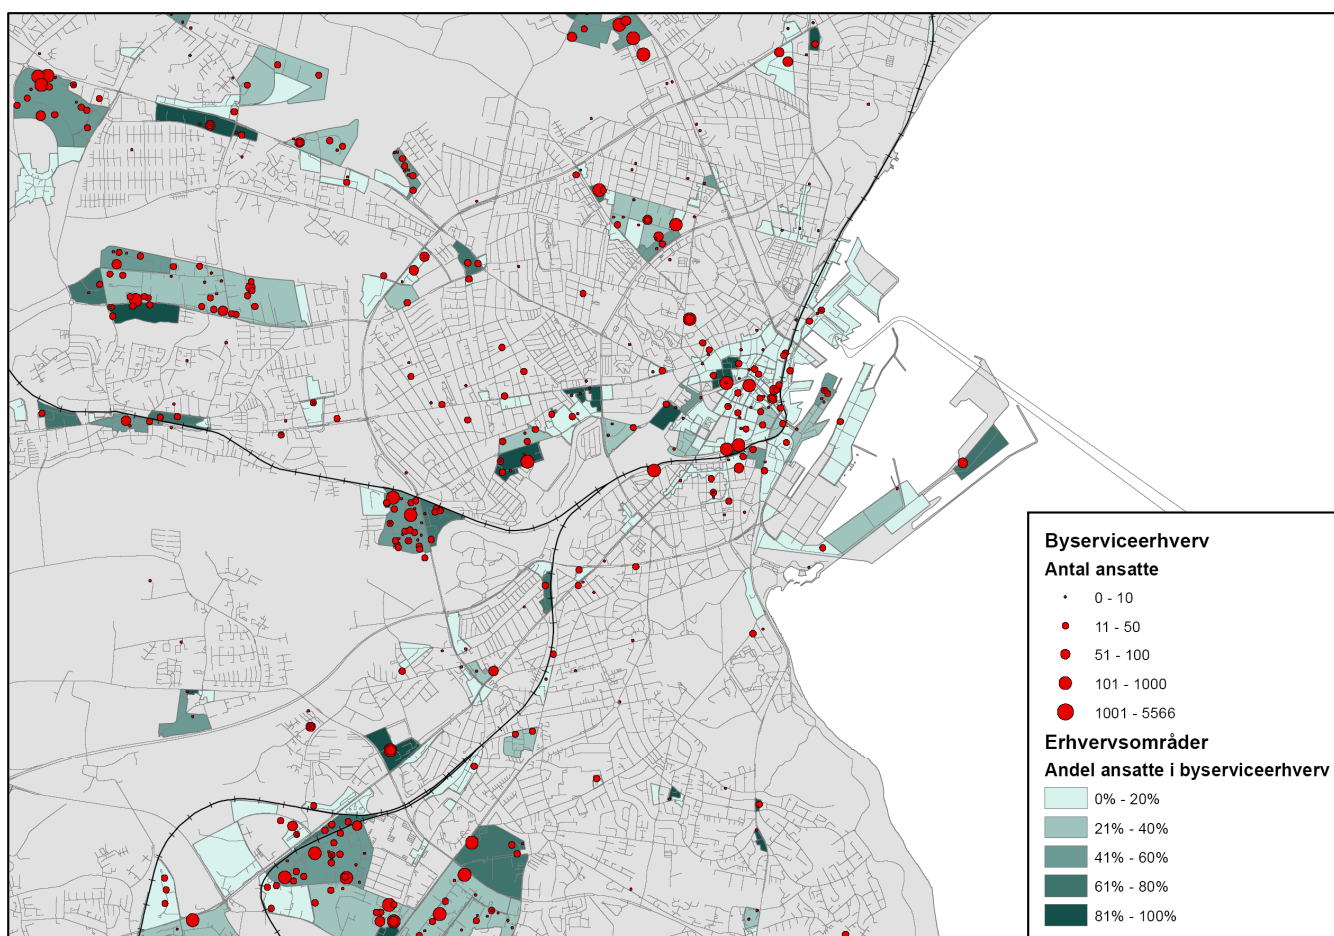 Byserviceerhverv
Antal ansatte
0 - 10
11 - 50
51 - 100
101 - 1000
1001 - 5566
Erhvervsområder
Andel ansatte i byserviceerhverv
0% - 20%
21% - 40%
41% - 60%
61% - 80%
81% - 100%